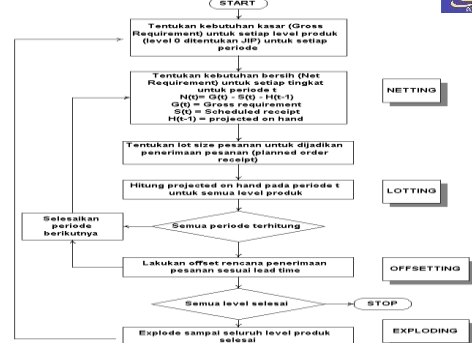 START
Tentukan kebutuhan kasar (Gross
Requirement) untuk setiap level produk
(level 0 ditentukan JIP) untuk setiap
periode
Tentukan kebutuhan bersih (Net
Requirement) untuk setiap tingkat
untuk periode t
N(t)= G(t) - S(t) - H(t-1)
G(t) = Gross requirement
S(t) = Scheduled receipt
H(t-1) = projected on hand
NETTING
Tentukan lot size pesanan untuk dijadikan
penerimaan pesanan (planned order
receipt)
Hitung projected on hand pada periode t
untuk semua level produk
LOTTING
Selesaikan
periode
berikutnya
Semua periode terhitung
Lakukan offset rencana penerimaan
pesanan sesuai lead time
OFFSETTING
Semua level selesai
STOP
Explode sampai seluruh level produk
selesai
EXPLODING